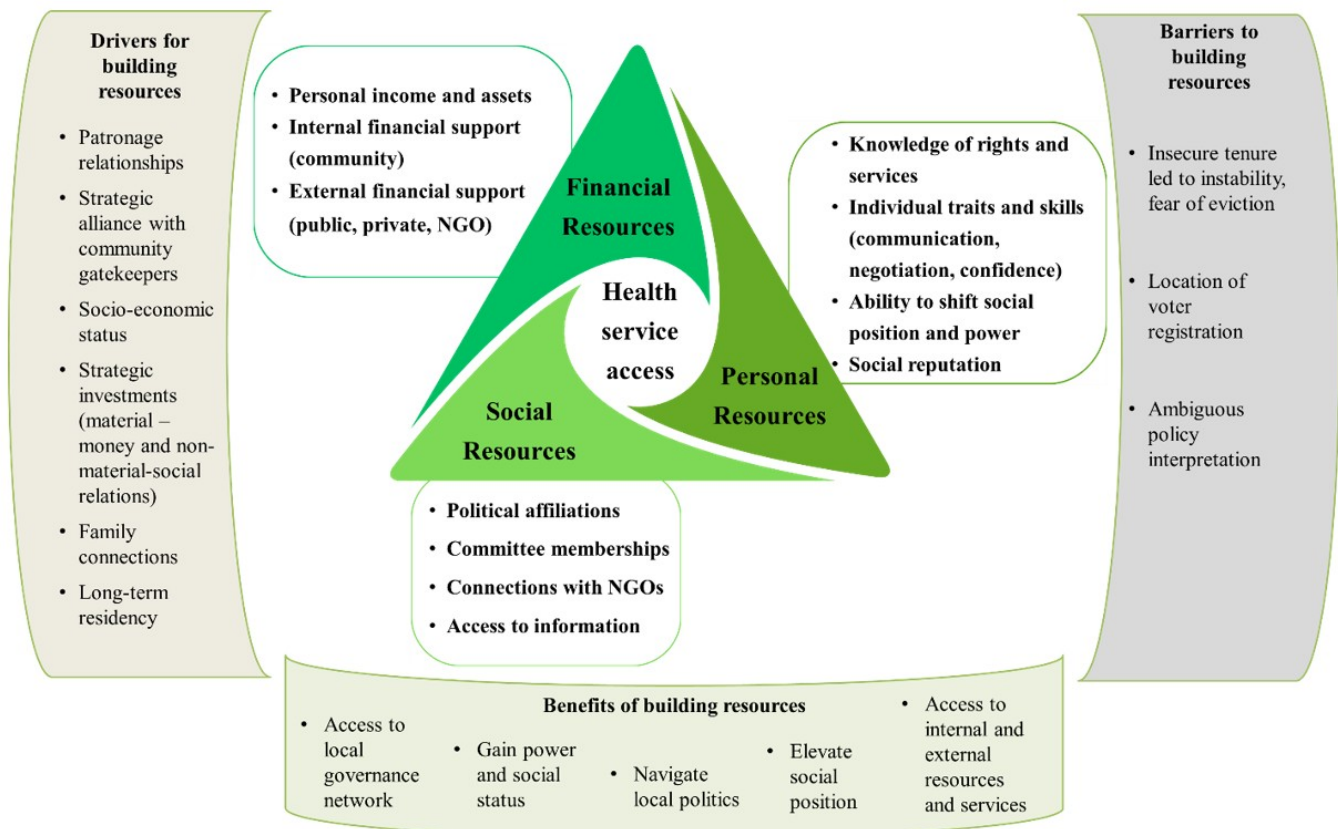 Drivers for
building
resources
• Patronage
relationships
• Strategic
alliance with
community
gatekeepers
• Socio-economic
status
• Strategic
investments
(material –
money and non-
material-social
relations)
• Family
connections
• Long-term
residency
• Personal income and assets
• Internal financial support
(community)
• External financial support
(public, private, NGO)
Financial
Resources
Health
service
access
Social
Resources
Personal
Resources
• Knowledge of rights and
services
• Individual traits and skills
(communication,
negotiation, confidence)
• Ability to shift social
position and power
• Social reputation
• Political affiliations
• Committee memberships
• Connections with NGOs
• Access to information
Barriers to
building
resources
• Insecure tenure
led to instability,
fear of eviction
• Location of
voter
registration
• Ambiguous
policy
interpretation
Benefits of building resources
• Access to
local
governance
network
• Gain power
and social
status
• Navigate
local politics
• Elevate
social
position
• Access to
internal and
external
resources
and services